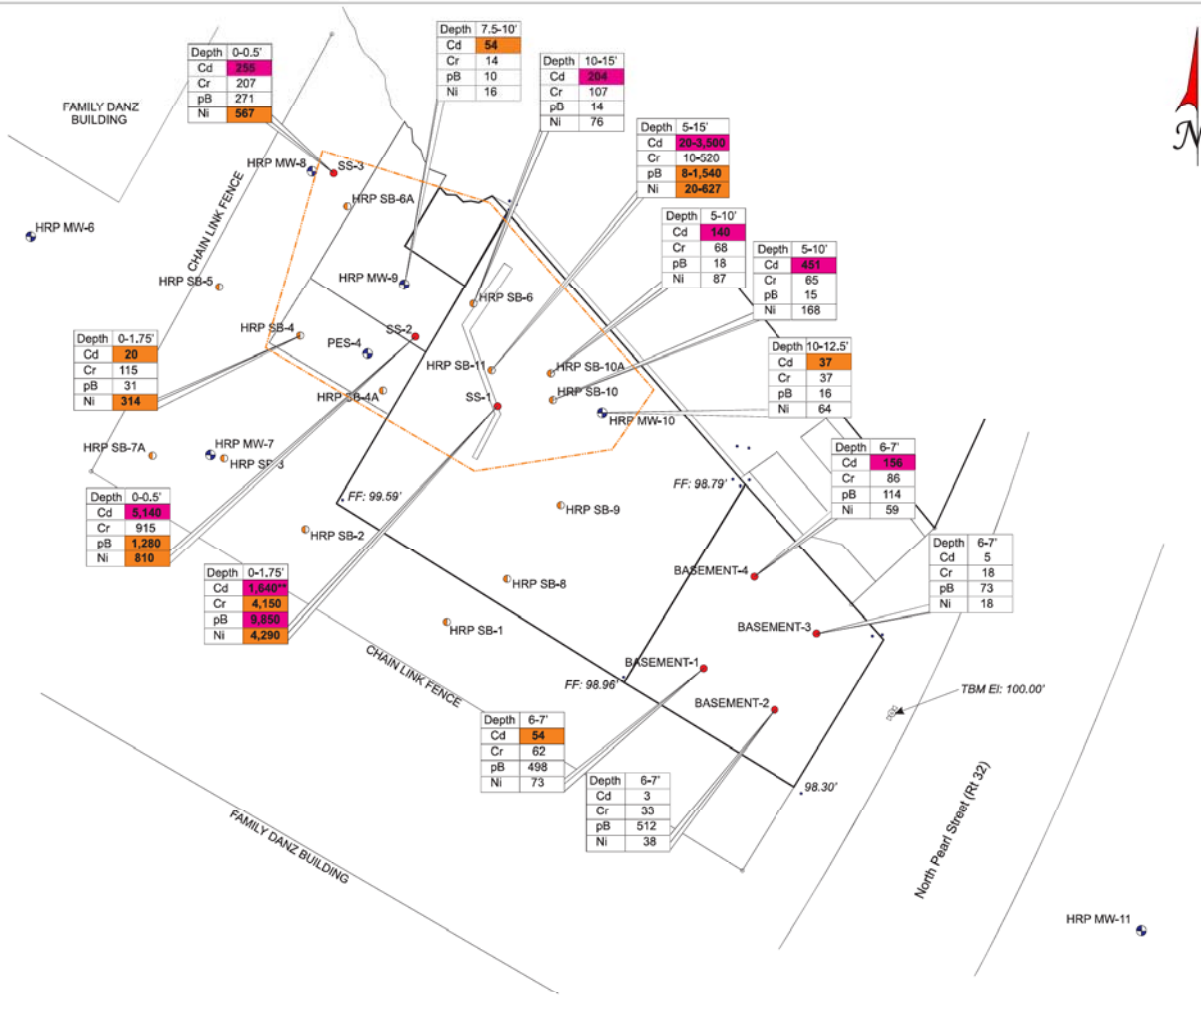 Depth 7.5-10'
Cd 54
Cr 14
pB 10
Ni 16
Depth 0-0.5'
Cd 255
Cr 207
pB 271
Ni 567
Depth 10-15'
Cd 204
Cr 107
pB 14
Ni 76
FAMILY DANZ
BUILDING
N
Depth 5-15'
Cd 20-3,500
Cr 10-520
pB 8-1,540
Ni 20-627
HRP MW-8
SS-3
CHAIN LINK FENCE
HRP SB-6A
HRP MW-6
Depth 5-10'
Cd 140
Cr 68
pB 18
Ni 87
Depth 5-10'
Cd 451
Cr 65
pB 15
Ni 168
HRP SB-5
HRP MW-9
HRP SB-6
HRP SB-4
SS-2
PES-4
Depth 0-1.75'
Cd 20
Cr 115
pB 31
Ni 314
Depth 10-12.5'
Cd 37
Cr 37
pB 16
Ni 64
HRP SB-11
HRP SB-10A
HRP SB-10
HRP SB-4A
SS-1
HRP MW-10
HRP SB-7A
HRP MW-7
HRP SB-3
Depth 6-7'
Cd 156
Cr 86
pB 114
Ni 59
FF: 98.79'
FF: 99.59'
Depth 0-0.5'
Cd 5,140
Cr 915
pB 1,280
Ni 810
HRP SB-9
HRP SB-2
Depth 6-7'
Cd 5
Cr 18
pB 73
Ni 18
Depth 0-1.75'
Cd 1,640**
Cr 4,150
pB 9,850
Ni 4,290
BASEMENT-4
HRP SB-8
HRP SB-1
BASEMENT-3
CHAIN LINK FENCE
BASEMENT-1
FF: 98.96'
BASEMENT-2
TBM El: 100.00'
Depth 6-7'
Cd 54
Cr 62
pB 498
Ni 73
Depth 6-7'
Cd 3
Cr 33
pB 512
Ni 38
98.30'
North Pearl Street (Rt 32)
FAMILY DANZ BUILDING
HRP MW-11